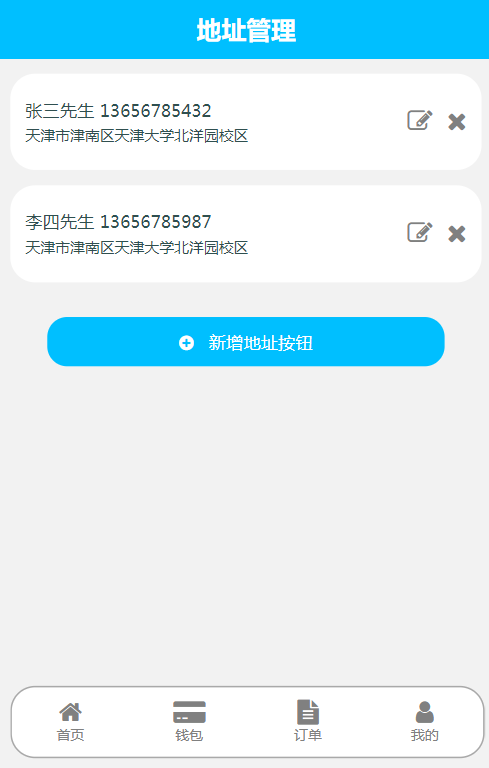 地址管理
张三先生 13656785432
天津市津南区天津大学北洋园校区
李四先生 13656785987
天津市津南区天津大学北洋园校区
新增地址按钮
首页 钱包 订单 我的